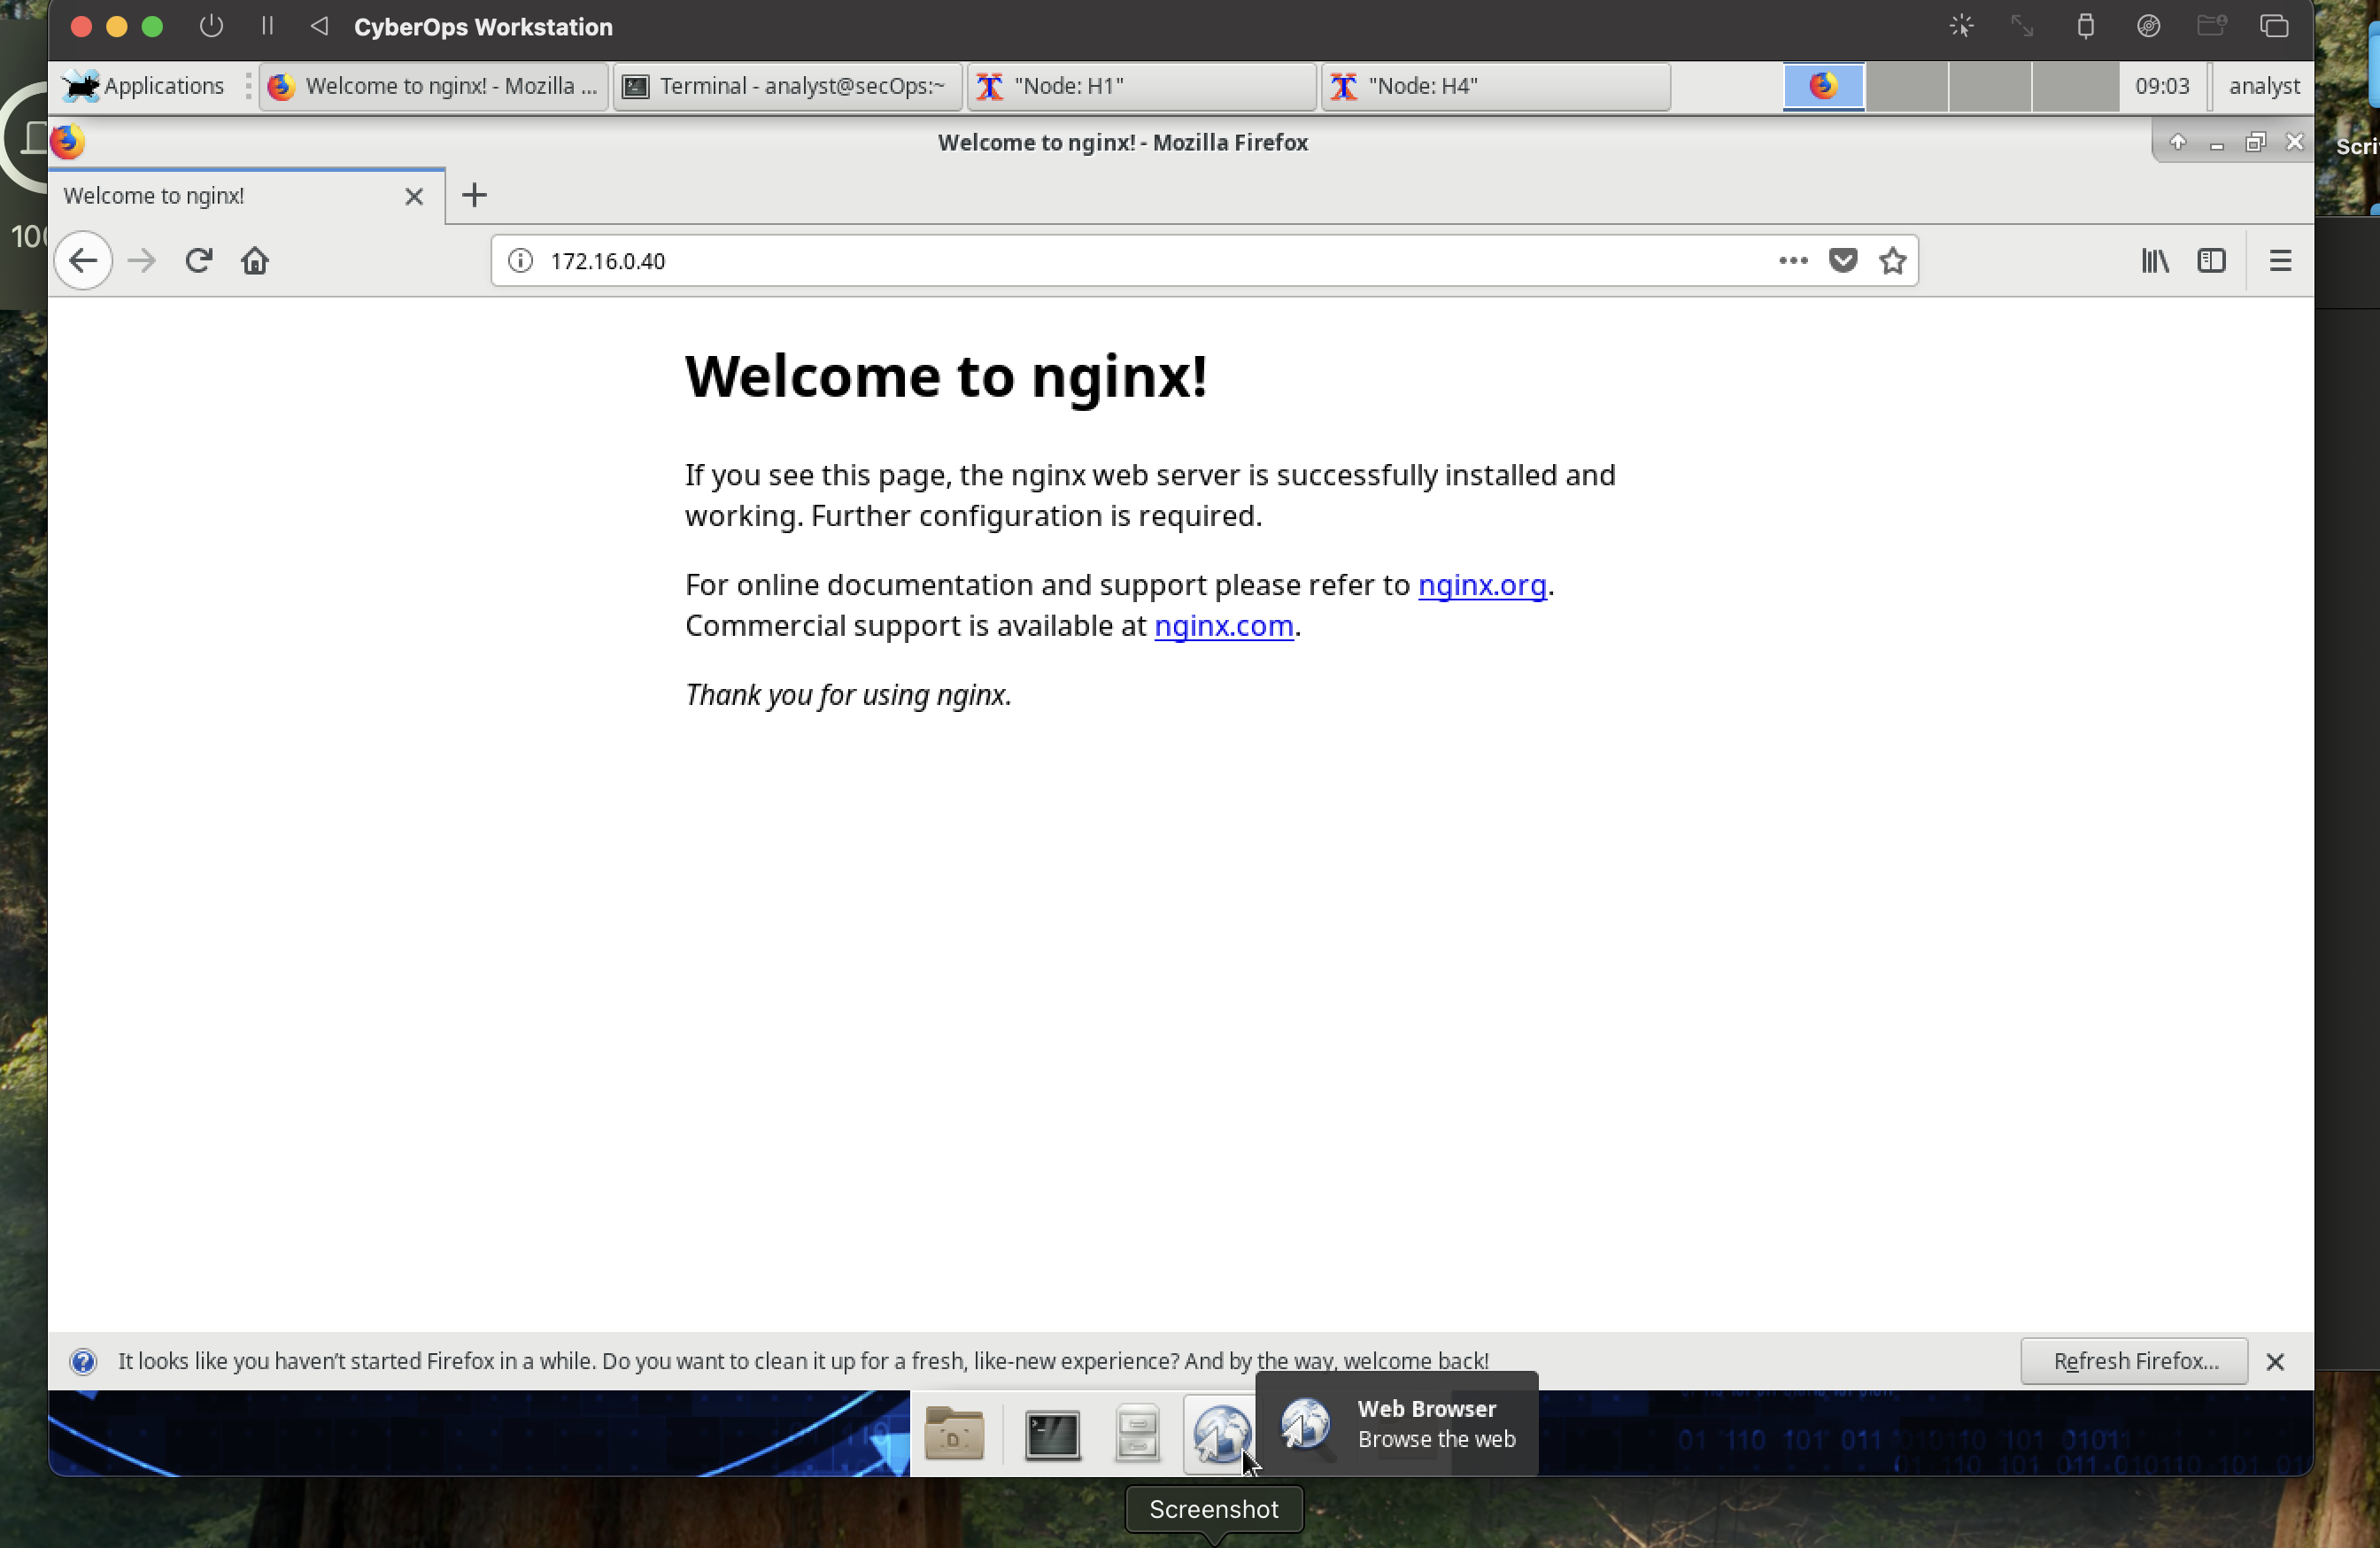 CyberOps Workstation
Applications
Welcome to nginx! - Mozilla ...
Terminal - analyst@secOps:~
"Node: H1"
"Node: H4"
09:03
analyst
Welcome to nginx! - Mozilla Firefox
Scri
Welcome to nginx!
100
172.16.0.40
Welcome to nginx!
If you see this page, the nginx web server is successfully installed and
working. Further configuration is required.
For online documentation and support please refer to nginx.org.
Commercial support is available at nginx.com.
Thank you for using nginx.
It looks like you haven't started Firefox in a while. Do you want to clean it up for a fresh, like-new experience? And by the way, welcome back!
Refresh Firefox...
Web Browser
Browse the web
01 110 101 011 010110 101 01011
01 110 101 011-010110 -101 01
Screenshot